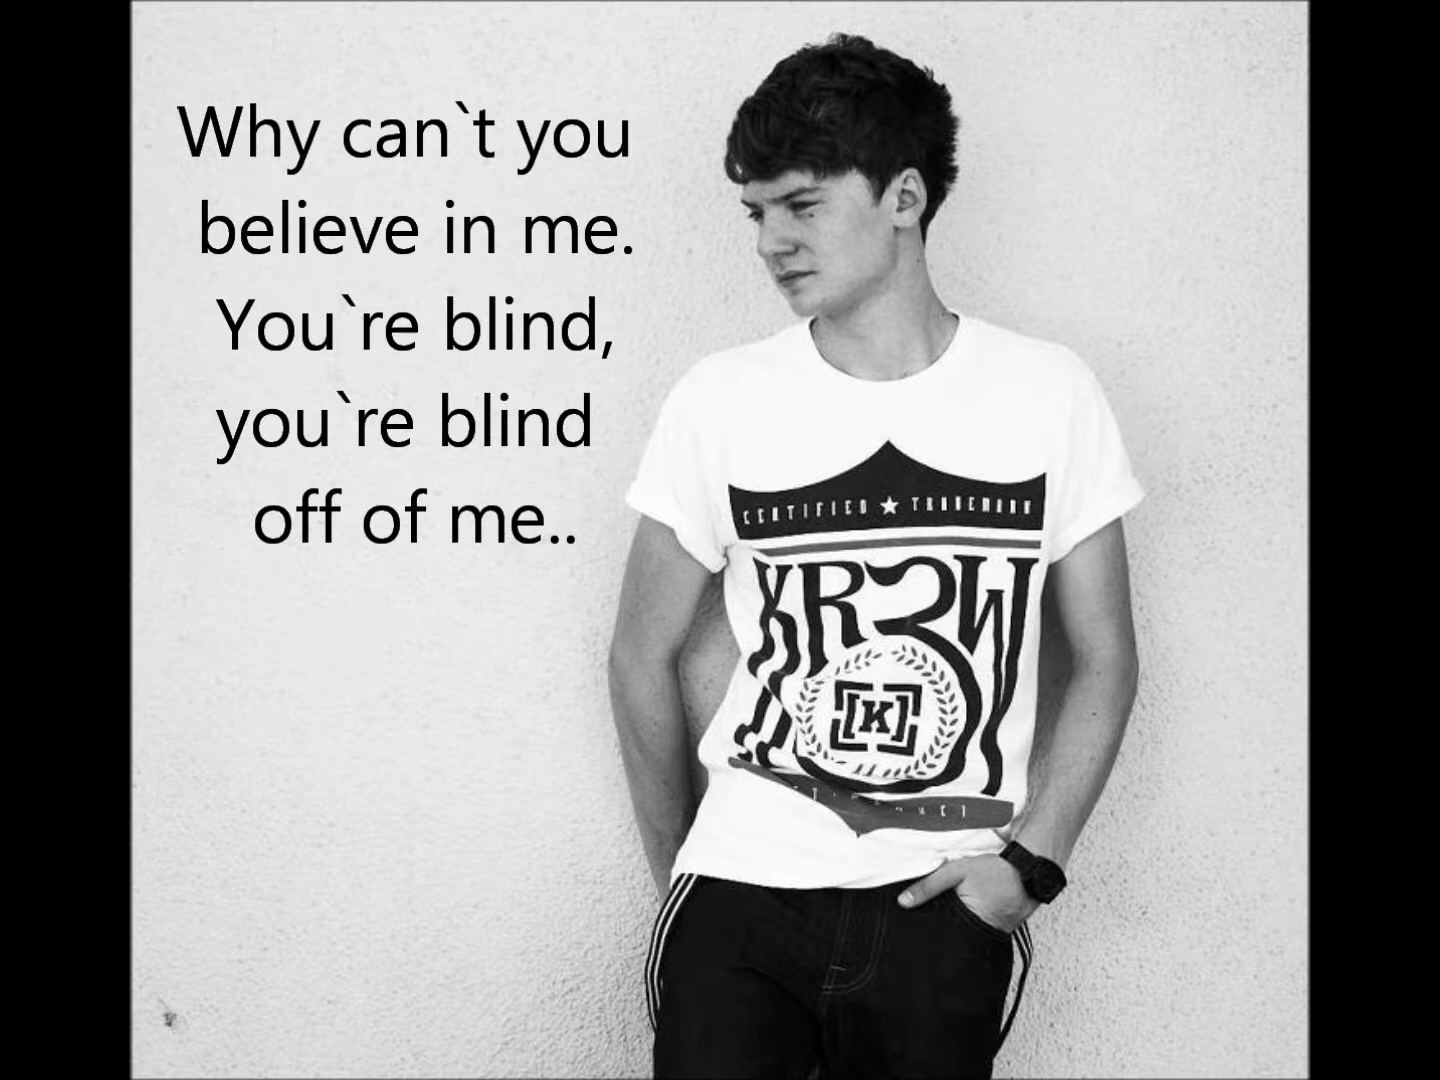 Why can`t you
believe in me.
You`re blind,
you`re blind
off of me..
CERTIFIED ★ TRADEMARK
KR3W
[K]